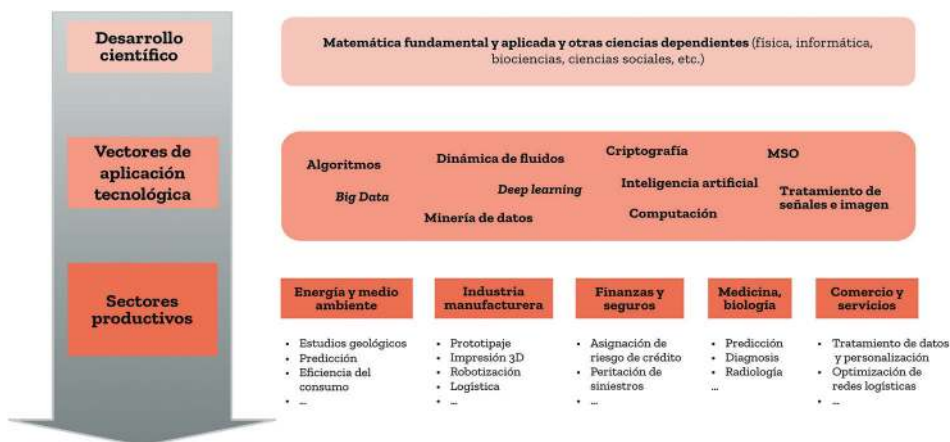 Desarrollo
científico
Matemática fundamental y aplicada y otras ciencias dependientes (física, informática,
biociencias, ciencias sociales, etc.)
Vectores de
aplicación
tecnológica
Algoritmos
Dinámica de fluidos
Criptografía
MSO
Big Data
Deep learning
Inteligencia artificial
Tratamiento de
señales e imagen
Minería de datos
Computación
Sectores
productivos
Energía y medio
ambiente
• Estudios geológicos
• Predicción
• Eficiencia del
consumo
• ...
Industria
manufacturera
• Prototipaje
• Impresión 3D
• Robotización
• Logística
• ...
Finanzas y
seguros
• Asignación de
riesgo de crédito
• Peritación de
siniestros
• ...
Medicina,
biología
• Predicción
• Diagnosis
• Radiología
...
Comercio y
servicios
• Tratamiento de datos
y personalización
• Optimización de
redes logísticas
• ...